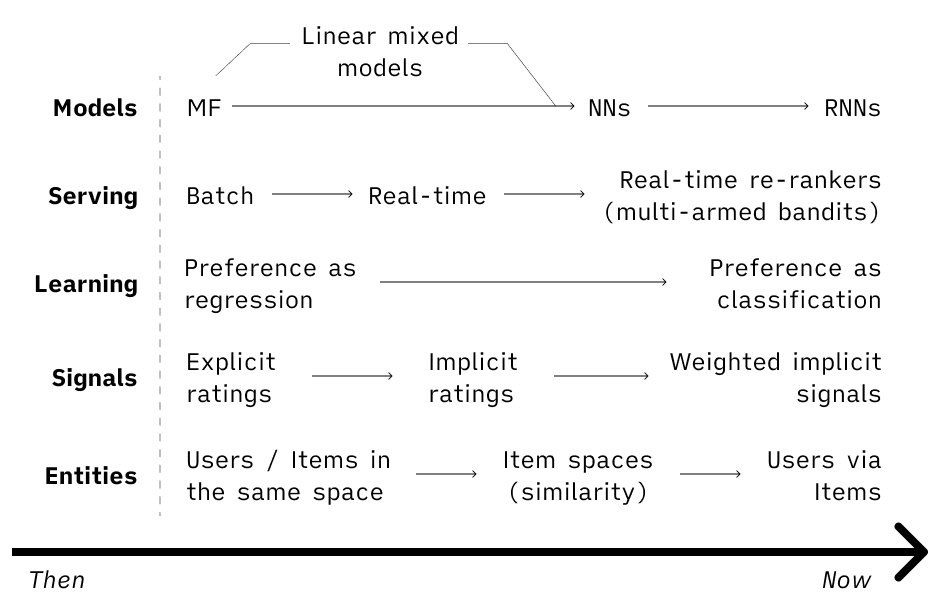 Linear mixed
models
Models
MF
NNs
RNNs
Serving
Batch
Real-time
Real-time re-rankers
(multi-armed bandits)
Learning
Preference as
regression
Preference as
classification
Signals
Explicit
ratings
Implicit
ratings
Weighted implicit
signals
Entities
Users / Items in
the same space
Item spaces
(similarity)
Users via
Items
Then
Now